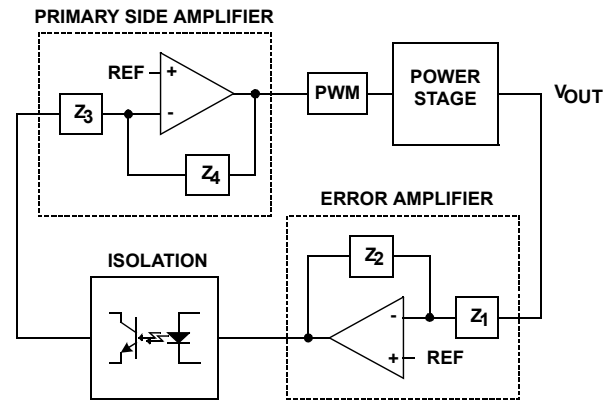 PRIMARY SIDE AMPLIFIER
REF
+
-
Z3
Z4
PWM
POWER
STAGE
VOUT
ERROR AMPLIFIER
ISOLATION
Z2
-
Z1
+
REF